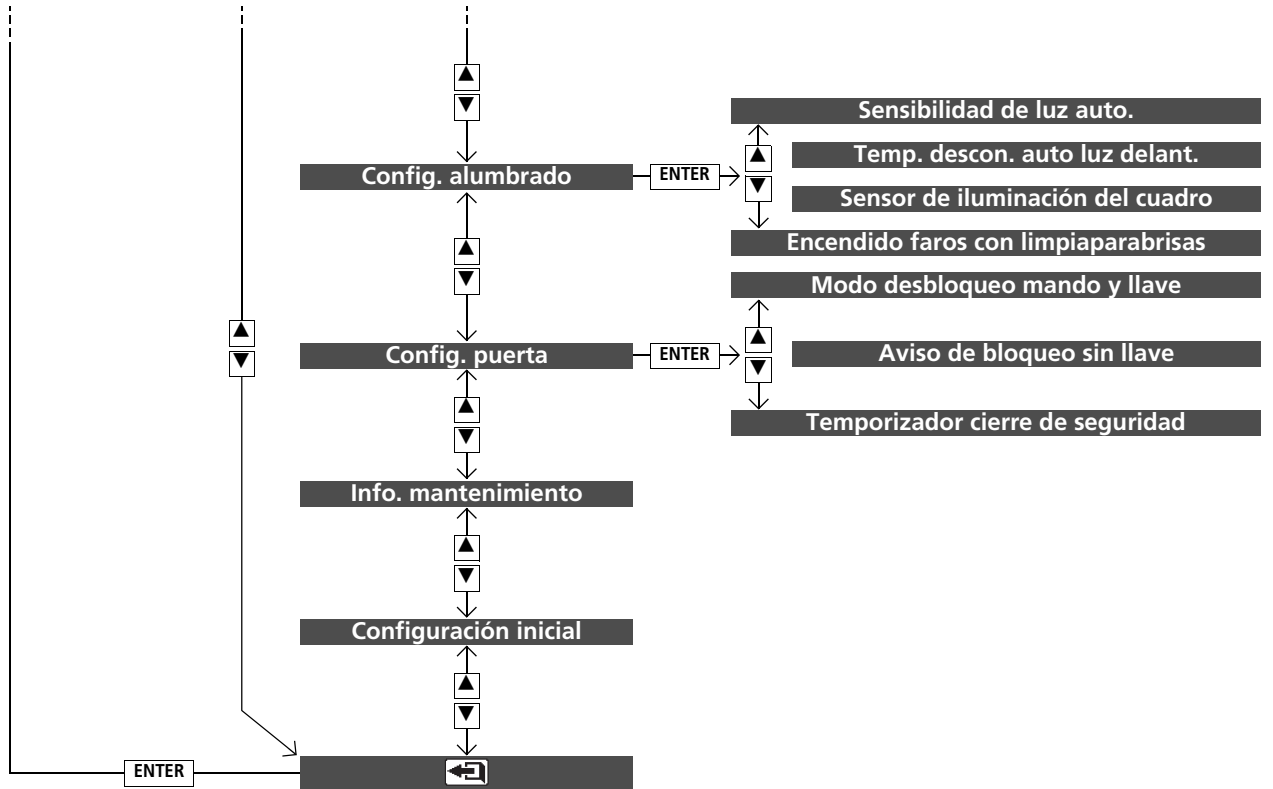 ▲
▼
Sensibilidad de luz auto.
Config. alumbrado
ENTER
▲
▼
Temp. descon. auto luz delant.
Sensor de iluminación del cuadro
Encendido faros con limpiaparabrisas
▲
▼
Modo desbloqueo mando y llave
▲
▼
Config. puerta
ENTER
▲
▼
Aviso de bloqueo sin llave
Temporizador cierre de seguridad
▲
▼
Info. mantenimiento
▲
▼
Configuración inicial
▲
▼
ENTER